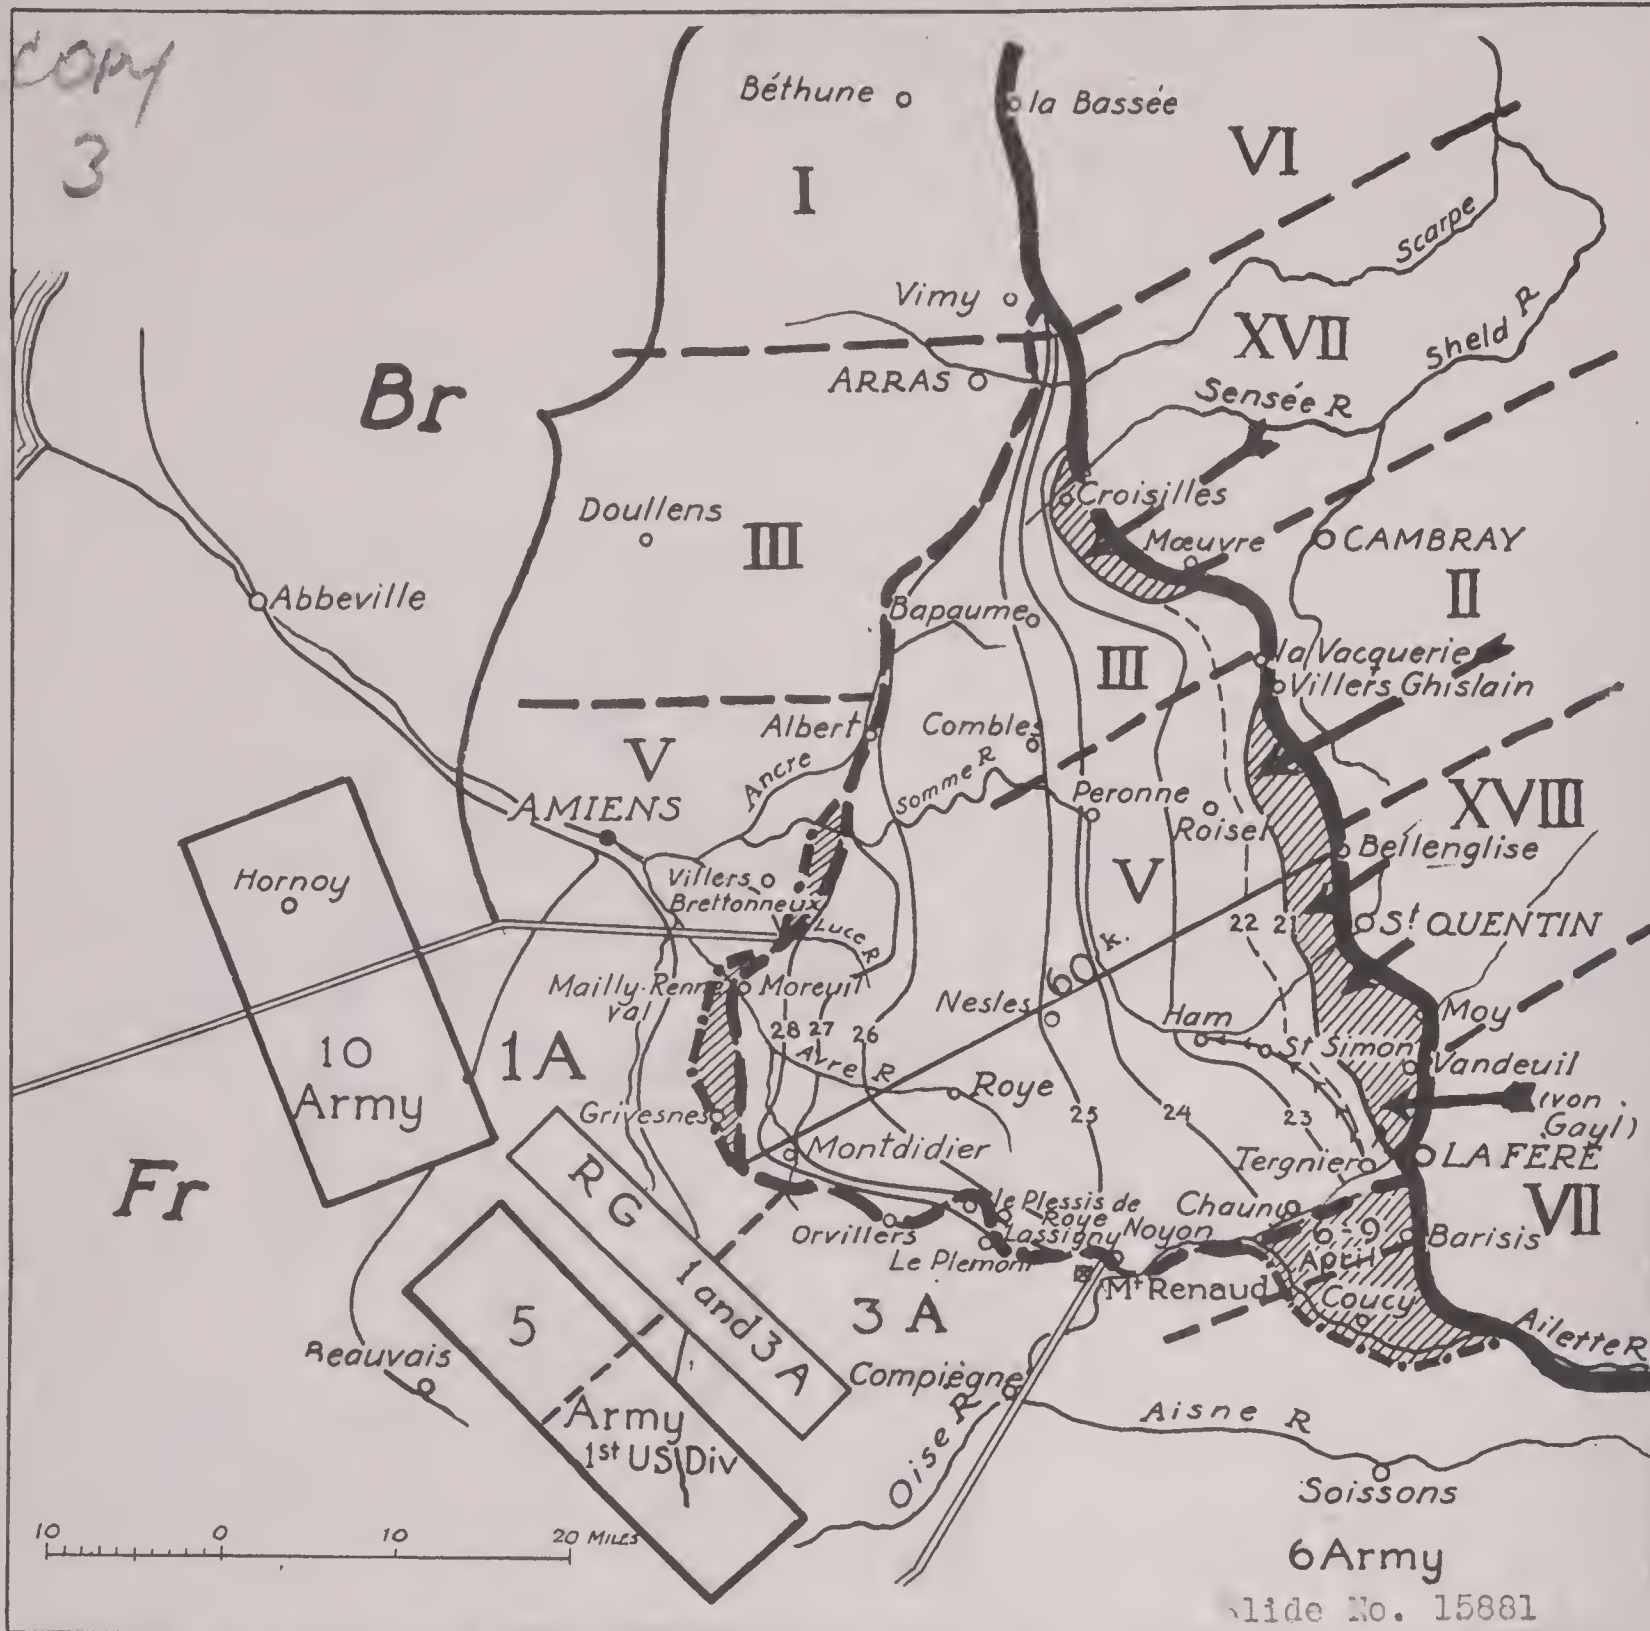 COPY
3
Béthune
la Bassée
VI
I
Scarpe
Vimy
XVII
Sheld R
ARRAS
Sensée R
Br
Croisilles
Doullens
III
Mœuvre
CAMBRAY
II
Abbeville
Bapaume
III
la Vacquerie
Villers Ghislain
Albert
Combles
V
Ancre
Somme R
Peronne
Roisel
XVIII
AMIENS
Bellenglise
Hornoy
Villers
Brettonneux
V
22 21
St QUENTIN
Luce R
60 k.
Mailly-Renne
val
Moreuil
Nesles
Ham
Moy
28 27 26
St Simon
10
Army
1A
Avre R
Roye
Vandeuil
(von
Gayl)
Grivesnes
25 24 23
Montdidier
Tergnier
LA FÈRE
Fr
RG
1 and 3 A
le Plessis de
Roye
Chauny
VII
Orvillers
Lassigny
Noyon
6-9
April
Barisis
Le Plemont
Mt Renaud
Coucy
5
Army
1st US Div
3 A
Ailette R
Beauvais
Compiègne
Aisne R
Oise R
Soissons
10 0 10 20 MILES
6 Army
lide No. 15881